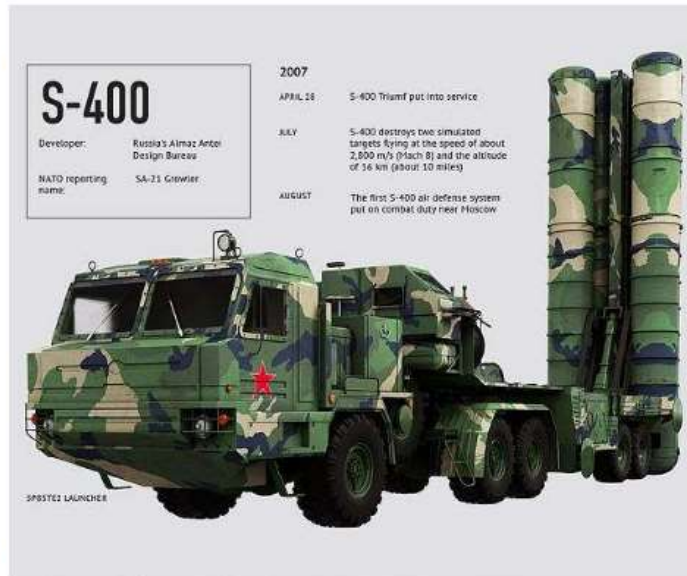 S-400
Developer:
Russia's Almaz Antei
Design Bureau
NATO reporting
name:
SA-21 Growler
2007
APRIL 28
S-400 Triumf put into service
JULY
S-400 destroys two simulated
targets flying at the speed of about
2,800 m/s (Mach 8) and the altitude
of 16 km (about 10 miles)
AUGUST
The first S-400 air defense system
put on combat duty near Moscow
5P85TE2 LAUNCHER